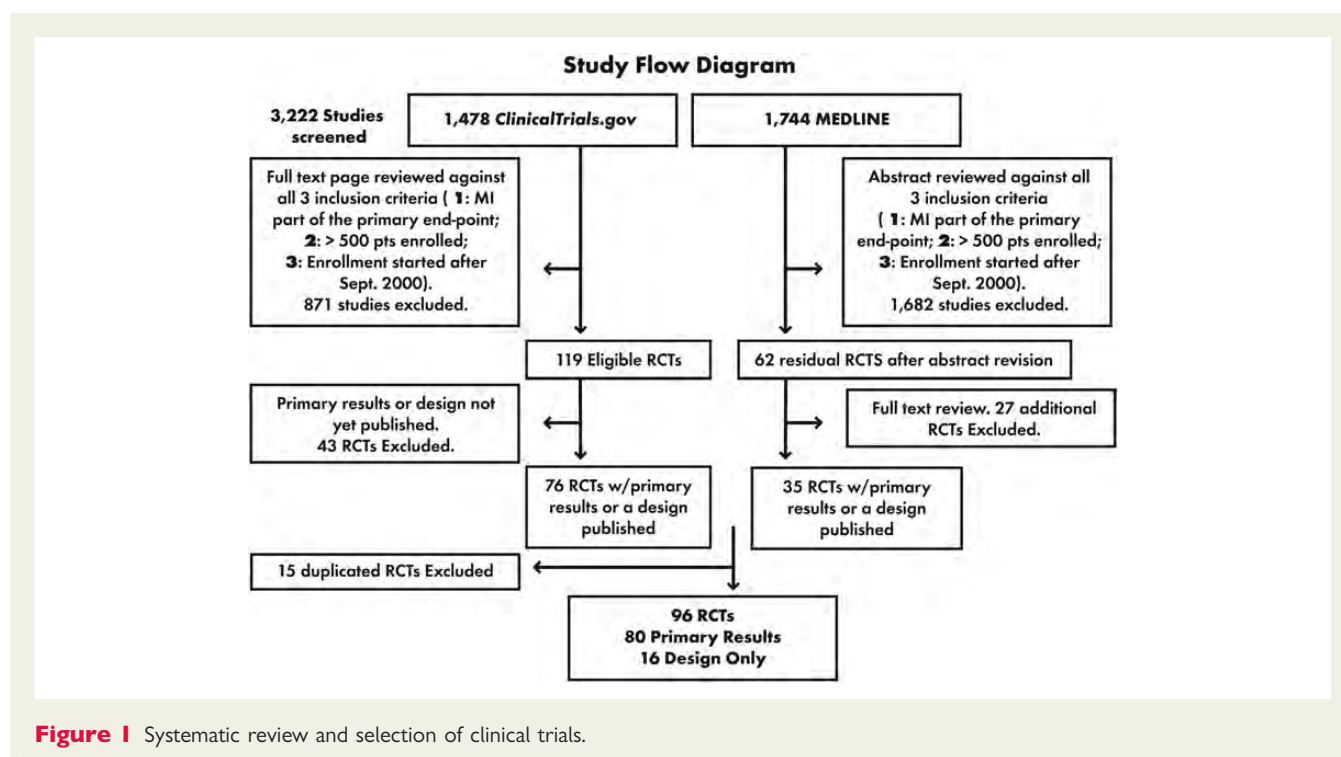 Study Flow Diagram
3,222 Studies
screened
1,478 ClinicalTrials.gov
1,744 MEDLINE
Full text page reviewed against
all 3 inclusion criteria ( 1: MI
part of the primary end-point;
2: > 500 pts enrolled;
3: Enrollment started after
Sept. 2000).
871 studies excluded.
Abstract reviewed against all
3 inclusion criteria
( 1: MI part of the primary
end-point; 2: > 500 pts enrolled;
3: Enrollment started after
Sept. 2000).
1,682 studies excluded.
119 Eligible RCTs
62 residual RCTS after abstract revision
Primary results or design not
yet published.
43 RCTs Excluded.
Full text review. 27 additional
RCTs Excluded.
76 RCTs w/primary
results or a design
published
35 RCTs w/primary
results or a design
published
15 duplicated RCTs Excluded
96 RCTs
80 Primary Results
16 Design Only
Figure 1 Systematic review and selection of clinical trials.